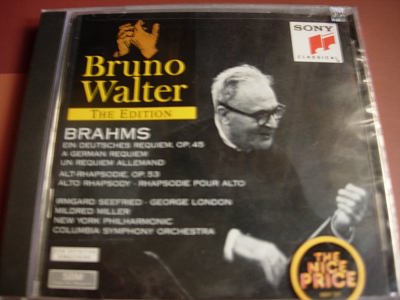 SONY
CLASSICAL
Bruno
Walter
THE EDITION
BRAHMS
EIN DEUTSCHES REQUIEM, OP. 45
A GERMAN REQUIEM
UN REQUIEM ALLEMAND
ALT-RHAPSODIE, OP. 53
ALTO RHAPSODY · RHAPSODIE POUR ALTO
IRMGARD SEEFRIED · GEORGE LONDON
MILDRED MILLER
NEW YORK PHILHARMONIC
COLUMBIA SYMPHONY ORCHESTRA
SBM
THE
NICE
PRICE